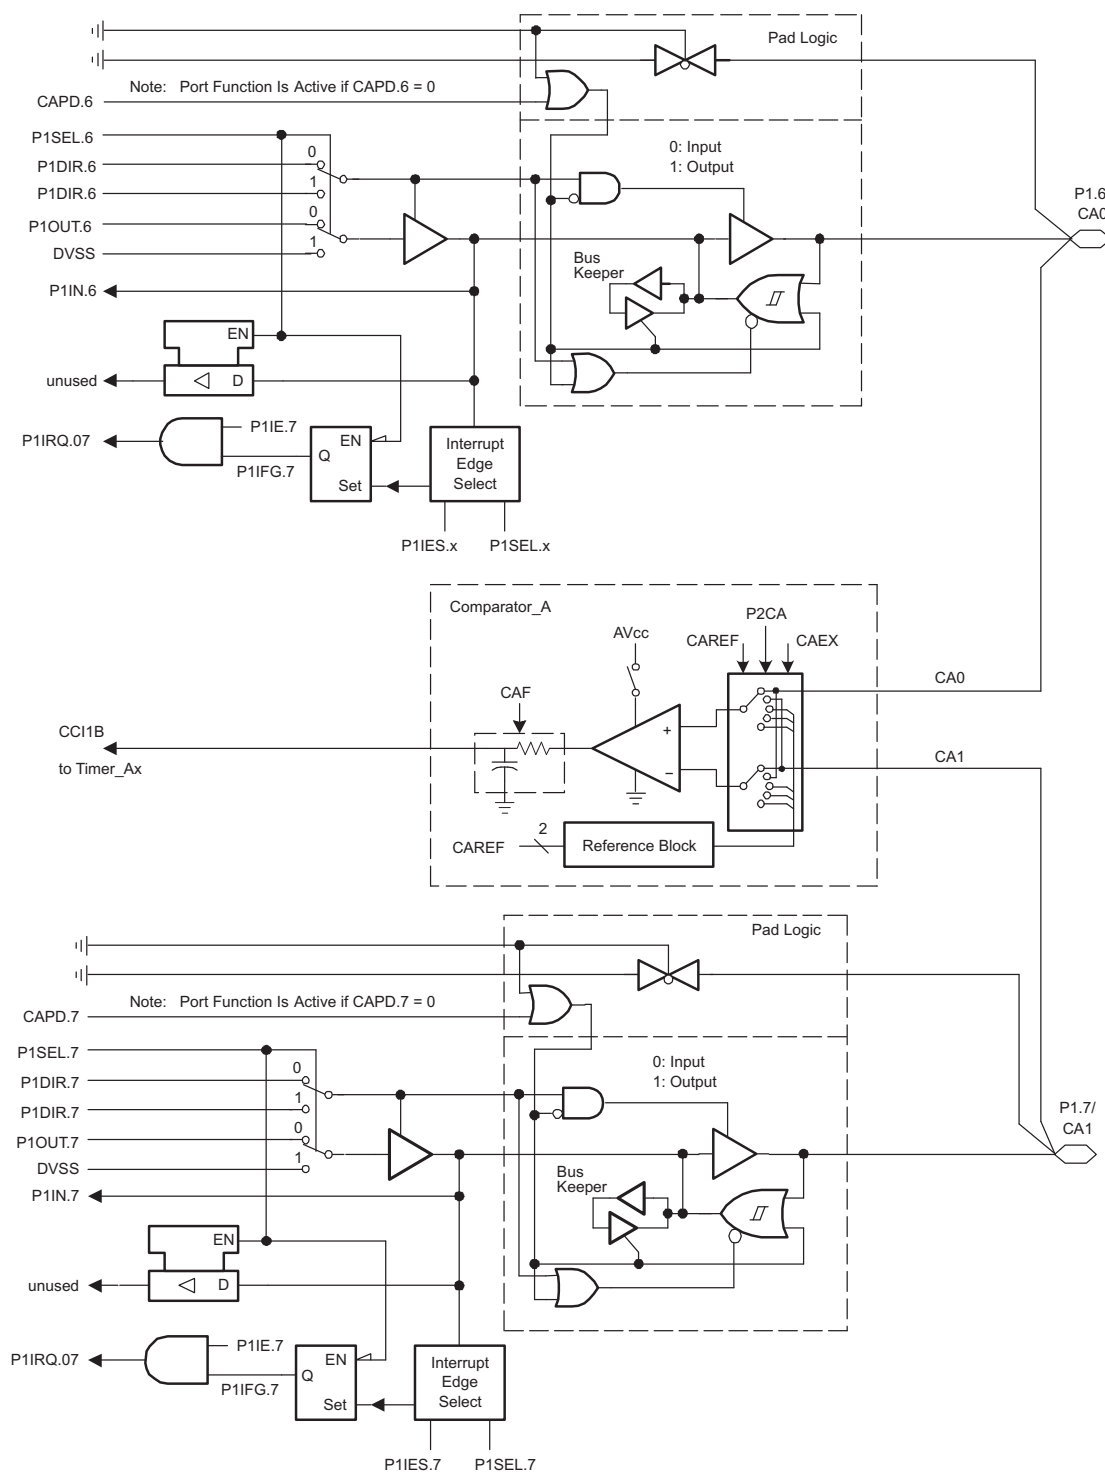 Pad Logic
Note: Port Function Is Active if CAPD.6 = 0
CAPD.6
P1SEL.6
0
P1DIR.6
1
P1DIR.6
0
P1OUT.6
1
DVSS
P1IN.6
0: Input
1: Output
Bus
Keeper
P1.6
CA0
EN
unused
D
P1IRQ.07
P1IE.7
P1IFG.7
EN
Q
Set
Interrupt
Edge
Select
P1IES.x
P1SEL.x
Comparator_A
P2CA
AVcc
CAREF
CAEX
CA0
CAF
CCI1B
to Timer_Ax
+
−
CA1
2
CAREF
Reference Block
Pad Logic
Note: Port Function Is Active if CAPD.7 = 0
CAPD.7
P1SEL.7
0
P1DIR.7
1
P1DIR.7
0
P1OUT.7
1
DVSS
P1IN.7
0: Input
1: Output
Bus
Keeper
P1.7/
CA1
EN
unused
D
P1IRQ.07
P1IE.7
P1IFG.7
EN
Q
Set
Interrupt
Edge
Select
P1IES.7
P1SEL.7